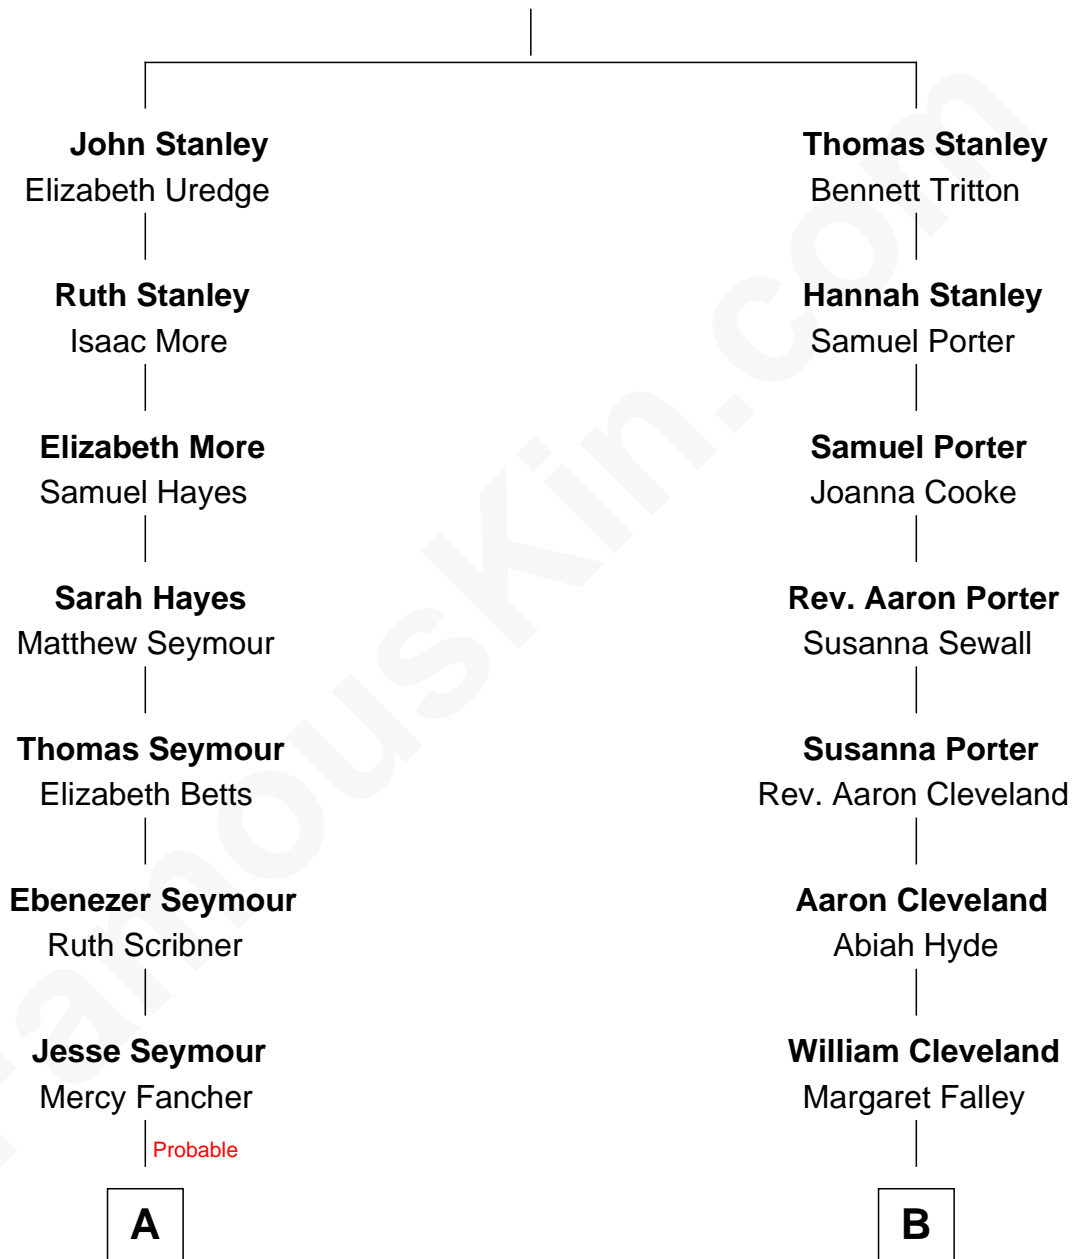 John Stanley
Elizabeth Uredge
Ruth Stanley
Isaac More
Elizabeth More
Samuel Hayes
Sarah Hayes
Matthew Seymour
Thomas Seymour
Elizabeth Betts
Ebenezer Seymour
Ruth Scribner
Jesse Seymour
Mercy Fancher
Probable
A
Thomas Stanley
Bennett Tritton
Hannah Stanley
Samuel Porter
Samuel Porter
Joanna Cooke
Rev. Aaron Porter
Susanna Sewall
Susanna Porter
Rev. Aaron Cleveland
Aaron Cleveland
Abiah Hyde
William Cleveland
Margaret Falley
B
FamousKin.com